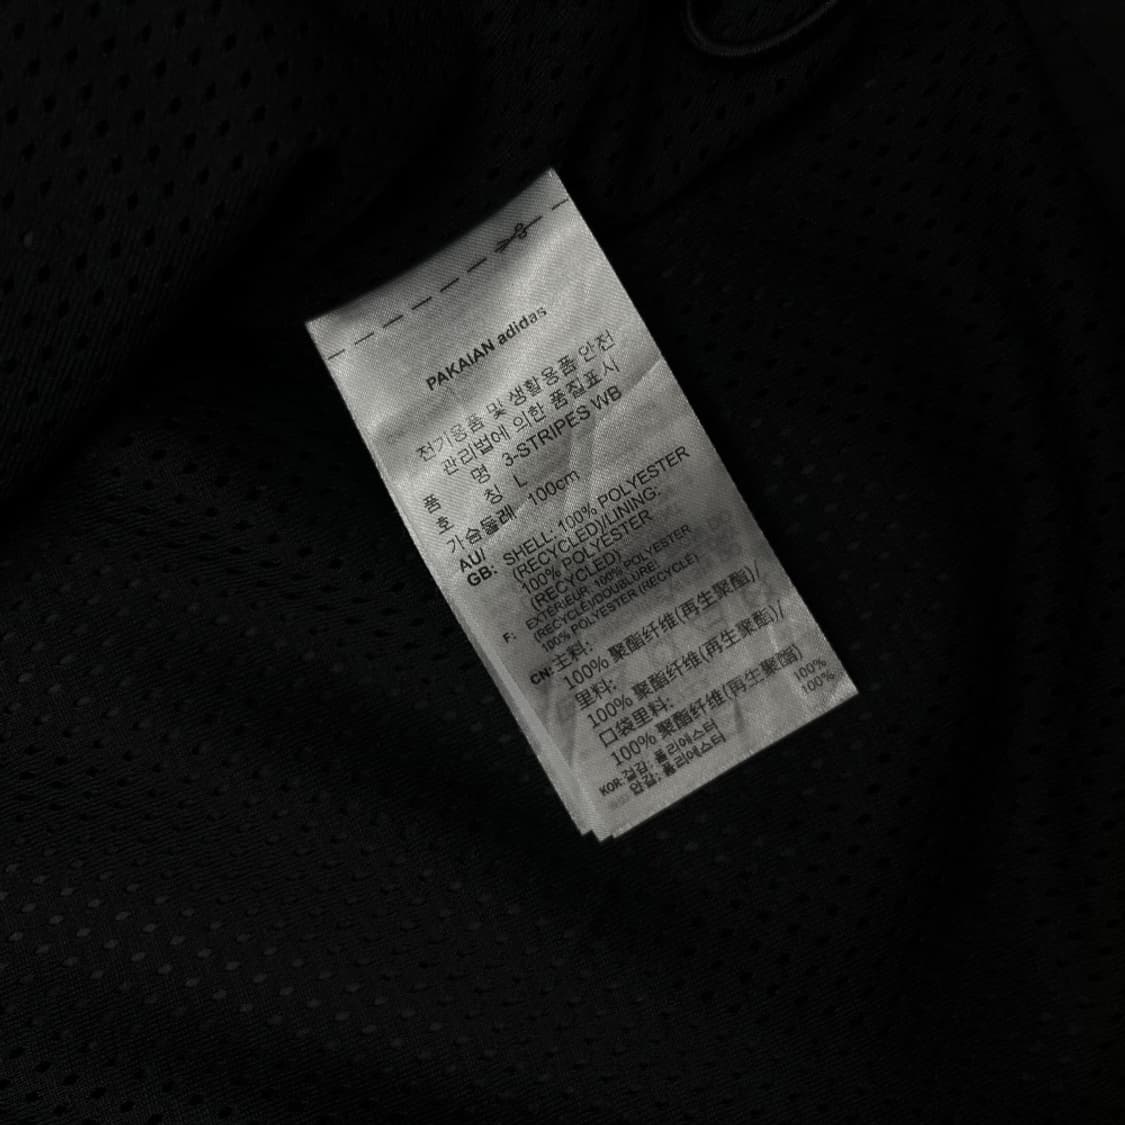 PAKAIAN adidas
전기용품 및 생활용품 안전
관리법에 의한 품질표시
품 명 3-STRIPES WB
호 칭 L
가슴둘레 100cm
AU/
GB: SHELL: 100% POLYESTER
(RECYCLED)/LINING:
100% POLYESTER
(RECYCLED)
F: EXTÉRIEUR: 100% POLYESTER
(RECYCLÉ)/DOUBLURE:
100% POLYESTER (RECYCLÉ)
CN: 主料:
100% 聚酯纤维(再生聚酯)/
里料:
100% 聚酯纤维(再生聚酯)/
口袋里料:
100% 聚酯纤维(再生聚酯)
KOR: 겉감: 폴리에스터 100%
안감: 폴리에스터 100%